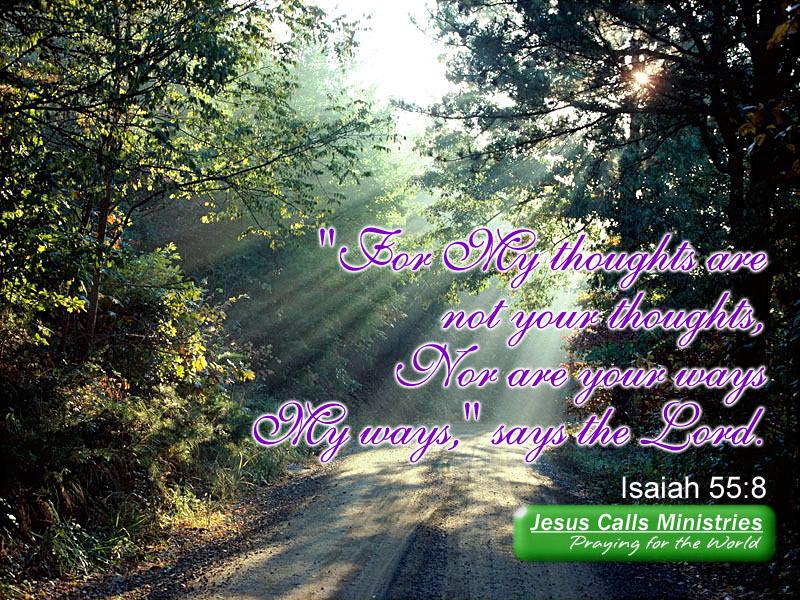 "For My thoughts are
not your thoughts,
Nor are your ways
My ways," says the Lord.
Isaiah 55:8
Jesus Calls Ministries
Praying for the World